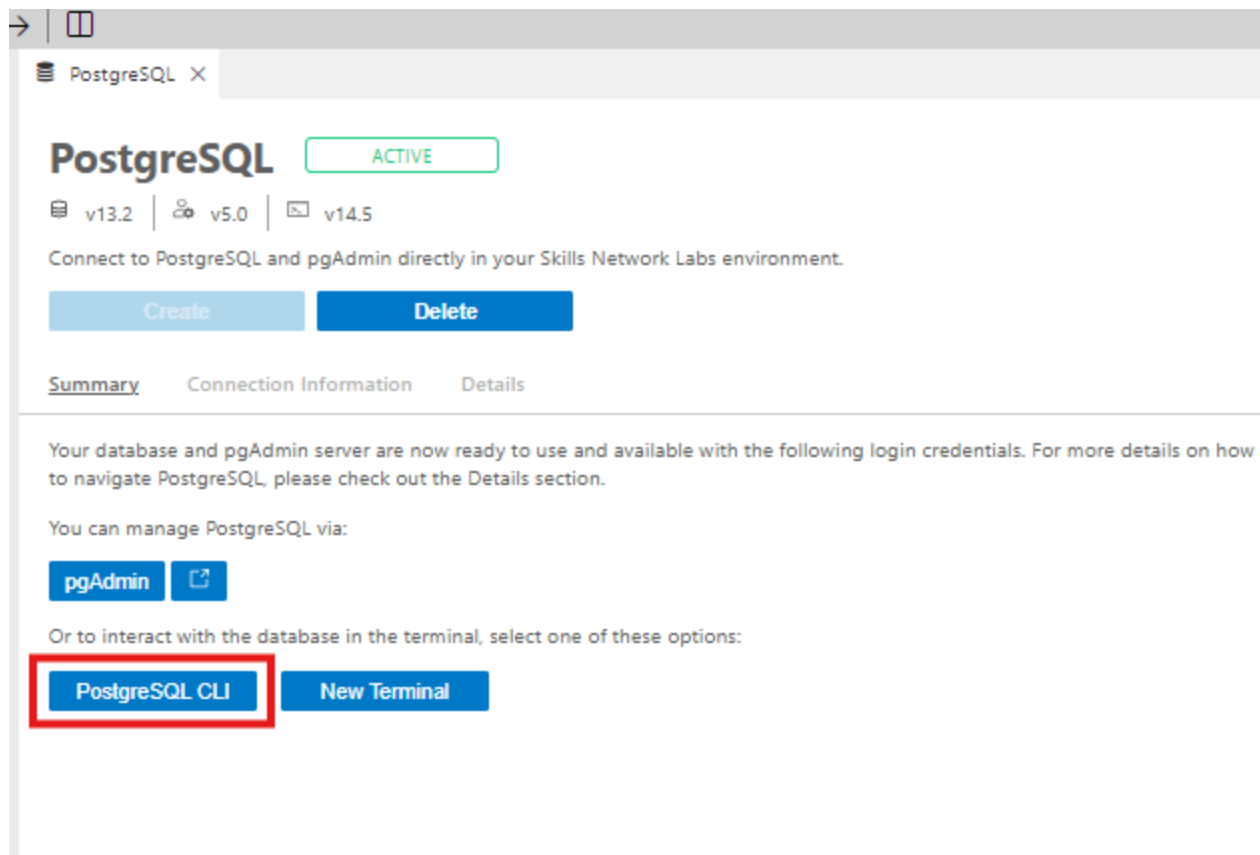 PostgreSQL
PostgreSQL ACTIVE
v13.2 v5.0 v14.5
Connect to PostgreSQL and pgAdmin directly in your Skills Network Labs environment.
Create Delete
Summary Connection Information Details
Your database and pgAdmin server are now ready to use and available with the following login credentials. For more details on how
to navigate PostgreSQL, please check out the Details section.
You can manage PostgreSQL via:
pgAdmin
Or to interact with the database in the terminal, select one of these options:
PostgreSQL CLI New Terminal